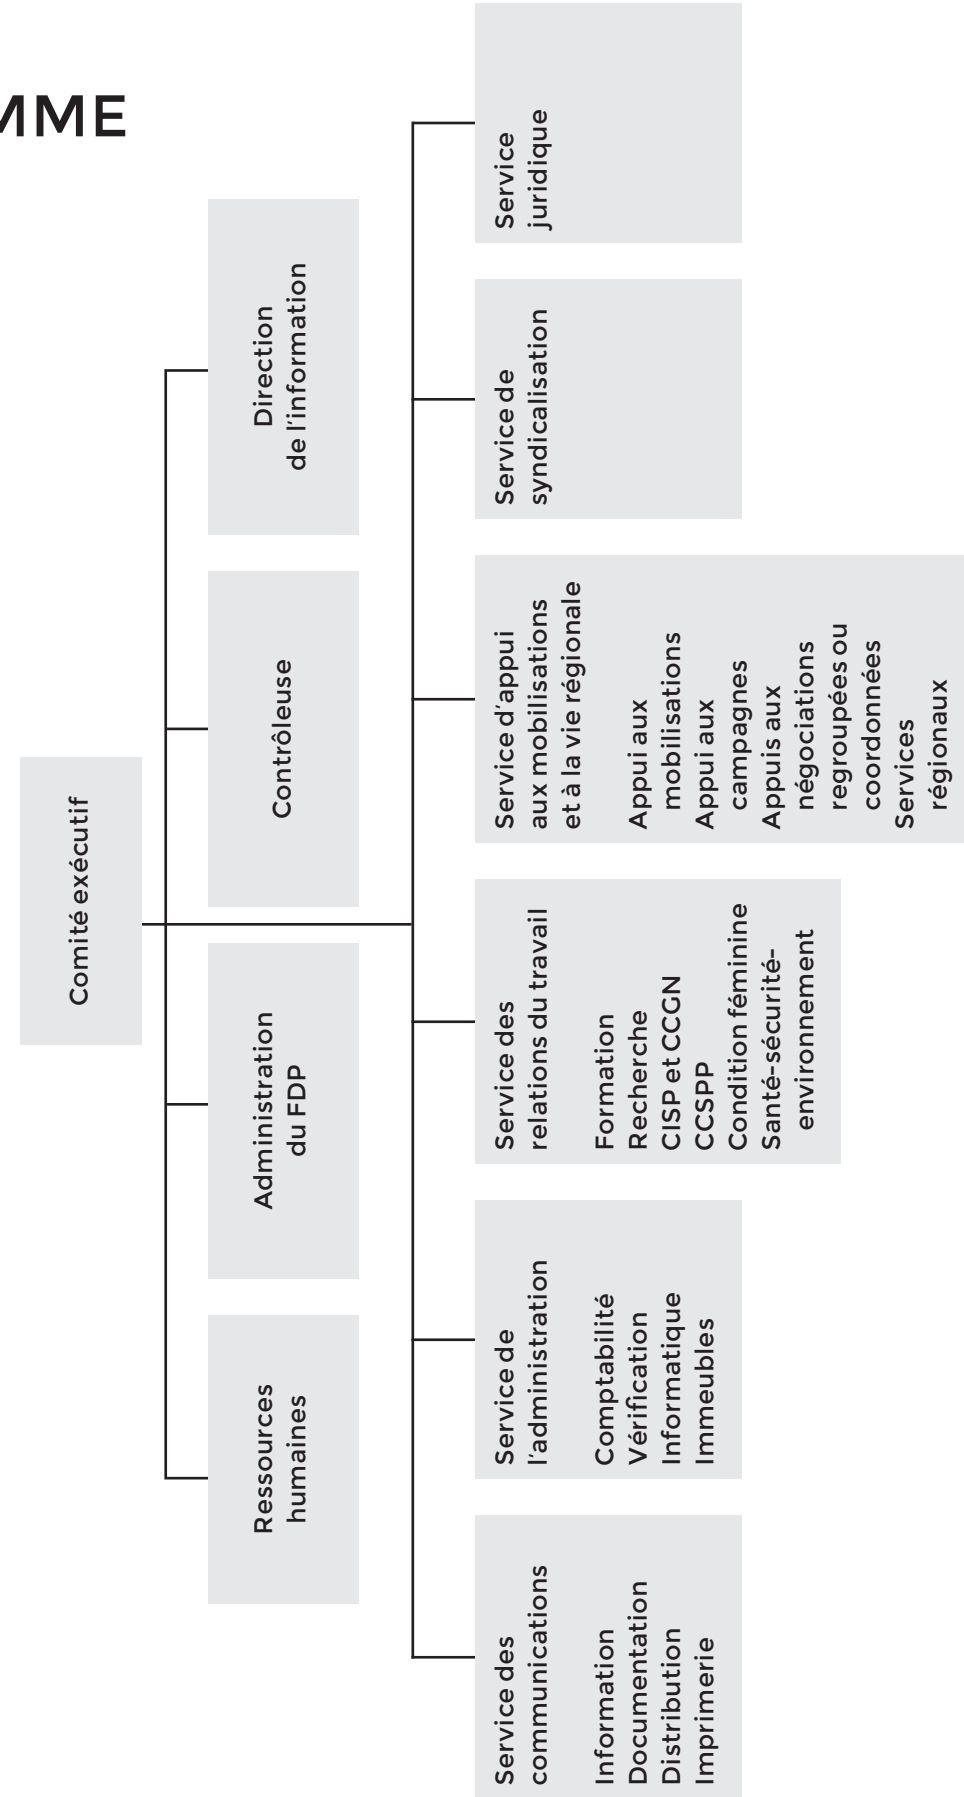 MME
Comité exécutif
Ressources
humaines
Administration
du FDP
Contrôleuse
Direction
de l'information
Service des
communications
Information
Documentation
Distribution
Imprimerie
Service de
l'administration
Comptabilité
Vérification
Informatique
Immeubles
Service des
relations du travail
Formation
Recherche
CISP et CCGN
CCSPP
Condition féminine
Santé-sécurité-
environnement
Service d'appui
aux mobilisations
et à la vie régionale
Appui aux
mobilisations
Appui aux
campagnes
Appuis aux
négociations
regroupées ou
coordonnées
Services
régionaux
Service de
syndicalisation
Service
juridique